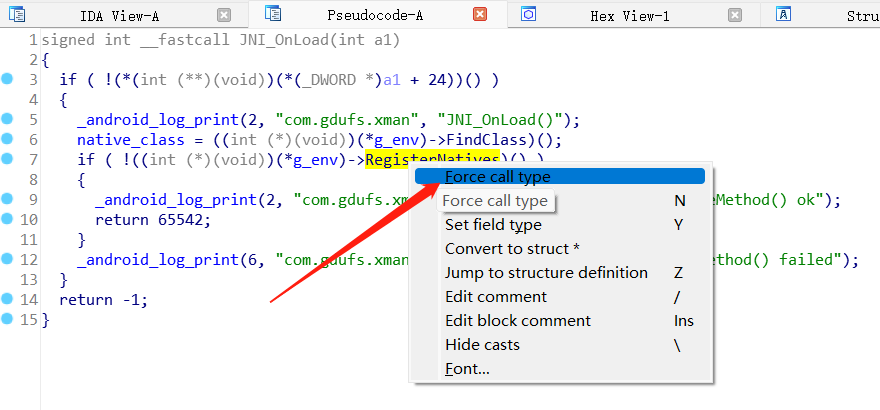 IDA View-A
Pseudocode-A
Hex View-1
Stru
1 signed int __fastcall JNI_OnLoad(int a1)
2 {
3 if ( !(*(int (**)(void))(*(_DWORD *)a1 + 24))() )
4 {
5 _android_log_print(2, "com.gdufs.xman", "JNI_OnLoad()");
6 native_class = ((int (*)(void))(*g_env)->FindClass)();
7 if ( !((int (*)(void))(*g_env)->RegisterNatives)() )
8 {
9 _android_log_print(2, "com.gdufs.xman eMethod() ok");
10 return 65542;
11 }
12 _android_log_print(6, "com.gdufs.xman ethod() failed");
13 }
14 return -1;
15 }
Force call type
Force call type N
Set field type Y
Convert to struct *
Jump to structure definition Z
Edit comment /
Edit block comment Ins
Hide casts \
Font...